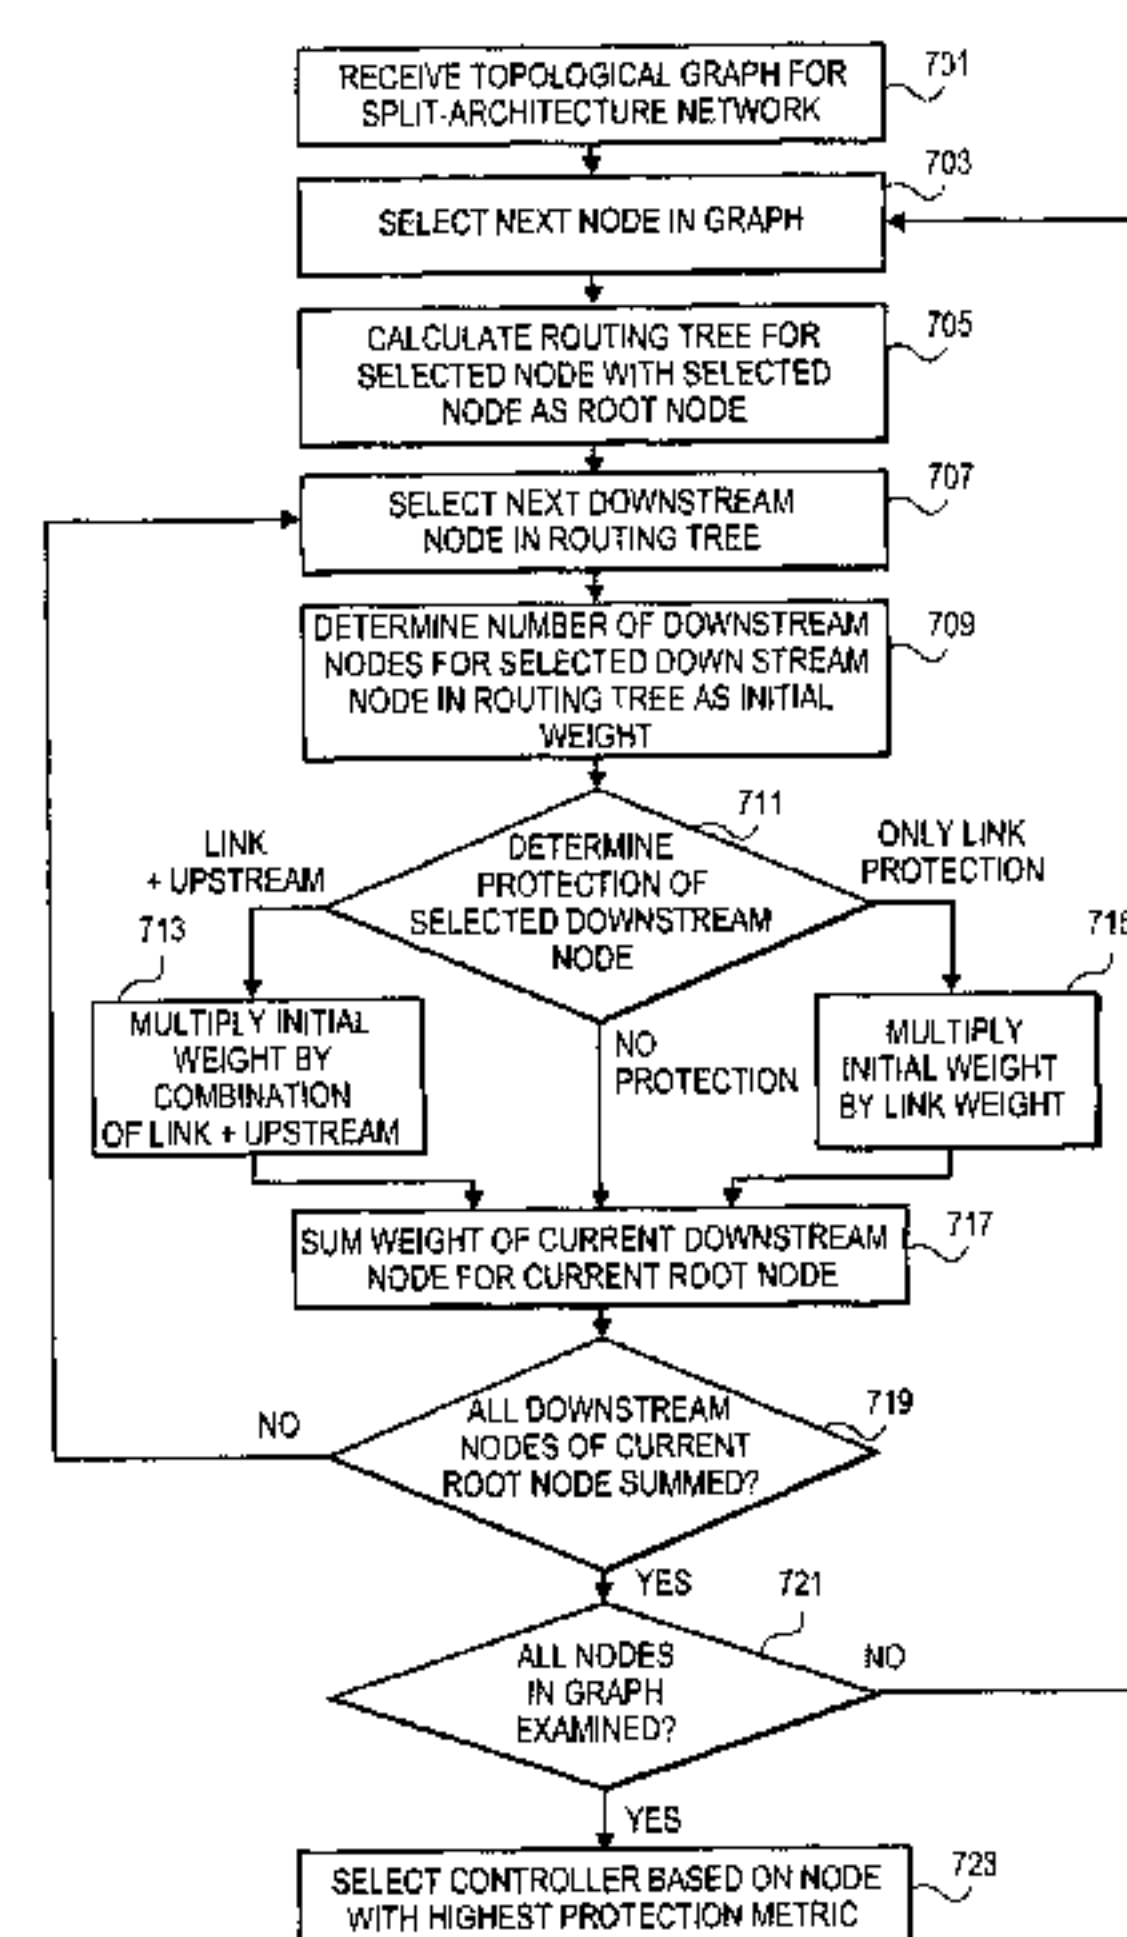 RECEIVE TOPOLOGICAL GRAPH FOR
SPLIT-ARCHITECTURE NETWORK
701
SELECT NEXT NODE IN GRAPH
703
CALCULATE ROUTING TREE FOR
SELECTED NODE WITH SELECTED
NODE AS ROOT NODE
705
SELECT NEXT DOWNSTREAM
NODE IN ROUTING TREE
707
DETERMINE NUMBER OF DOWNSTREAM
NODES FOR SELECTED DOWN STREAM
NODE IN ROUTING TREE AS INITIAL
WEIGHT
709
DETERMINE
PROTECTION OF
SELECTED DOWNSTREAM
NODE
711
LINK
+ UPSTREAM
ONLY LINK
PROTECTION
NO
PROTECTION
713
MULTIPLY INITIAL
WEIGHT BY
COMBINATION
OF LINK + UPSTREAM
MULTIPLY
INITIAL WEIGHT
BY LINK WEIGHT
SUM WEIGHT OF CURRENT DOWNSTREAM
NODE FOR CURRENT ROOT NODE
717
ALL DOWNSTREAM
NODES OF CURRENT
ROOT NODE SUMMED?
719
NO
YES
ALL NODES
IN GRAPH
EXAMINED?
721
NO
YES
SELECT CONTROLLER BASED ON NODE
WITH HIGHEST PROTECTION METRIC
723